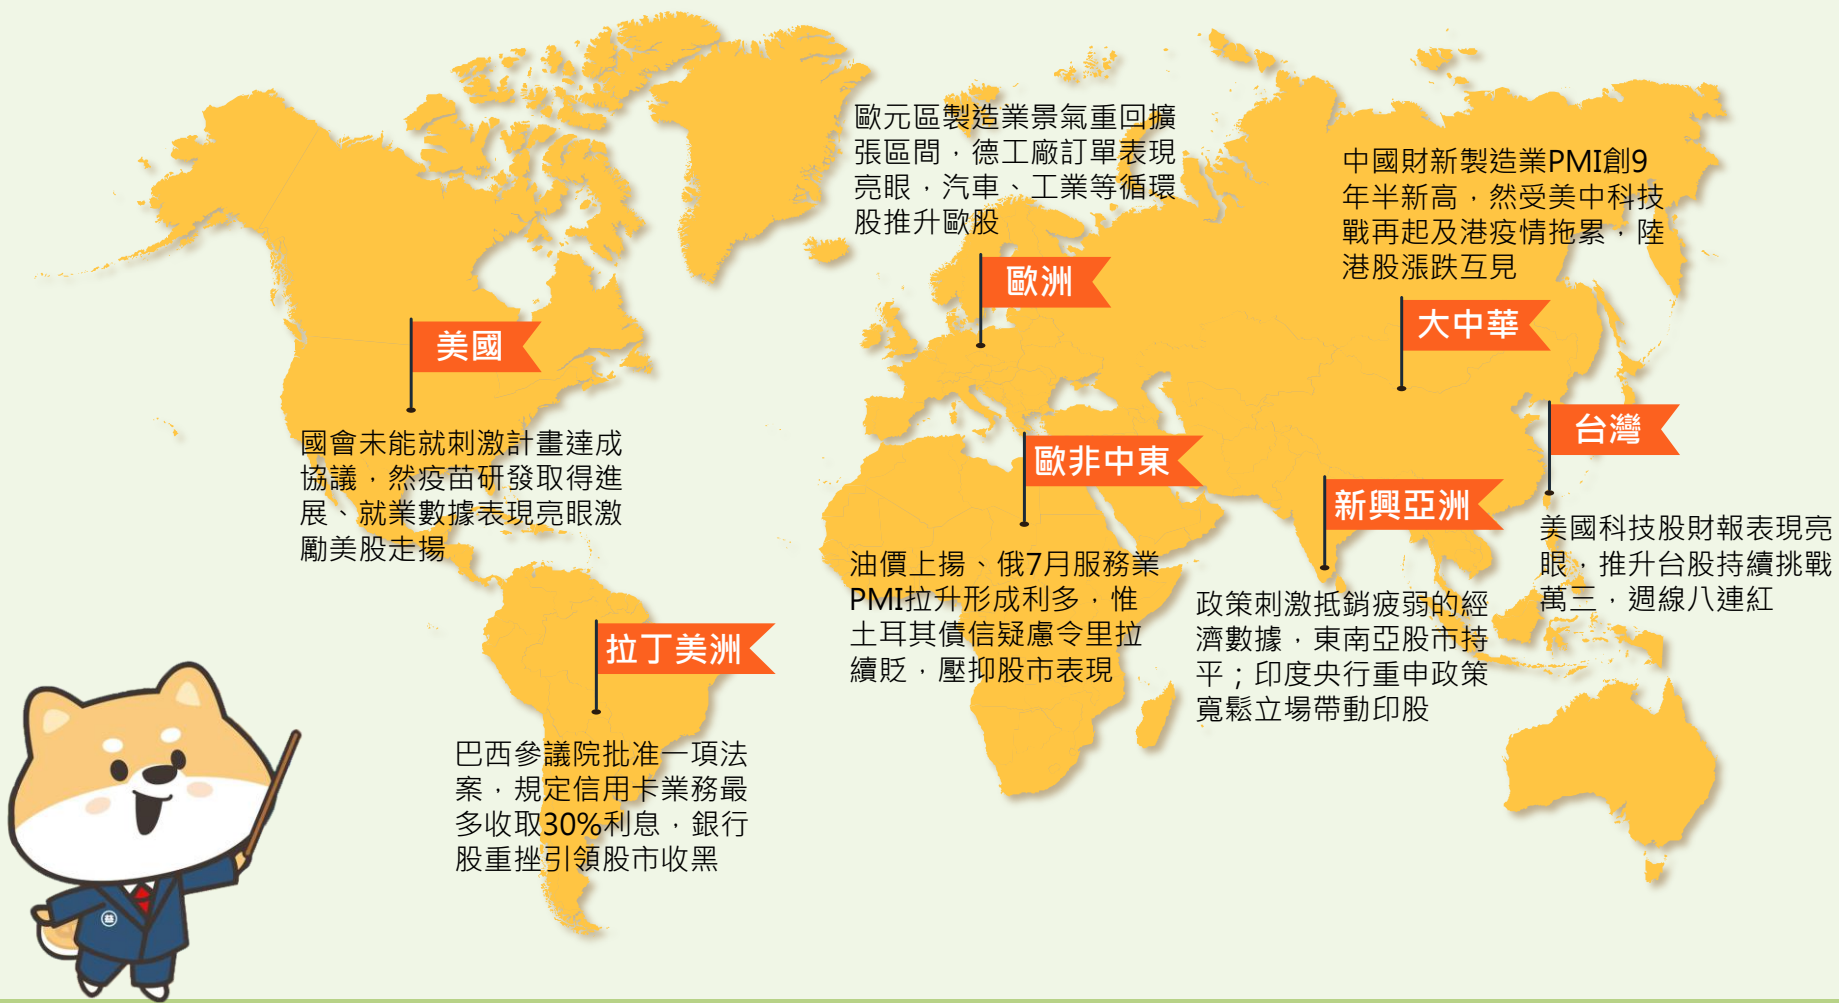 歐元區製造業景氣重回擴
張區間，德工廠訂單表現
亮眼，汽車、工業等循環
股推升歐股
歐洲
中國財新製造業PMI創9
年半新高，然受美中科技
戰再起及港疫情拖累，陸
港股漲跌互見
大中華
美國
國會未能就刺激計畫達成
協議，然疫苗研發取得進
展、就業數據表現亮眼激
勵美股走揚
台灣
美國科技股財報表現亮
眼，推升台股持續挑戰
萬三，週線八連紅
歐非中東
油價上揚、俄7月服務業
PMI拉升形成利多，惟
土耳其債信疑慮令里拉
續貶，壓抑股市表現
新興亞洲
政策刺激抵銷疲弱的經
濟數據，東南亞股市持
平；印度央行重申政策
寬鬆立場帶動印股
拉丁美洲
巴西參議院批准一項法
案，規定信用卡業務最
多收取30%利息，銀行
股重挫引領股市收黑